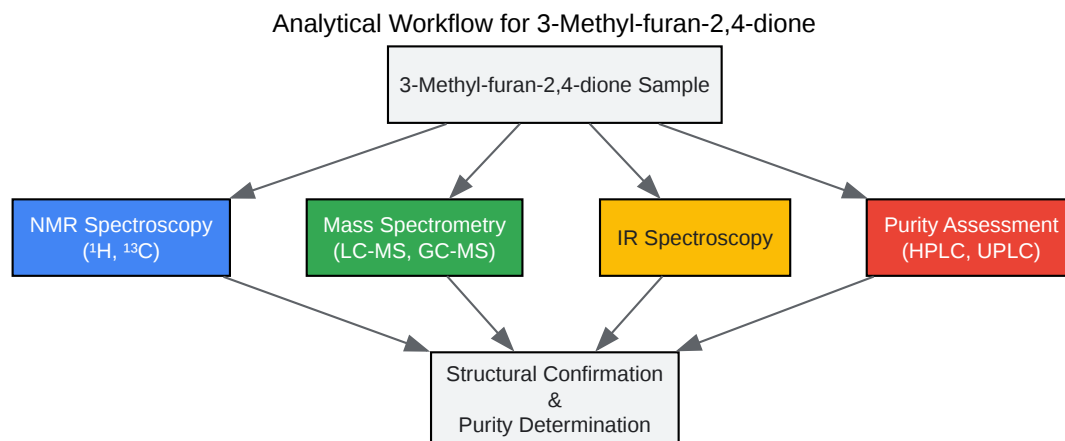 Analytical Workflow for 3-Methyl-furan-2,4-dione
3-Methyl-furan-2,4-dione Sample
NMR Spectroscopy
(¹H, ¹³C)
Mass Spectrometry
(LC-MS, GC-MS)
IR Spectroscopy
Purity Assessment
(HPLC, UPLC)
Structural Confirmation
&
Purity Determination